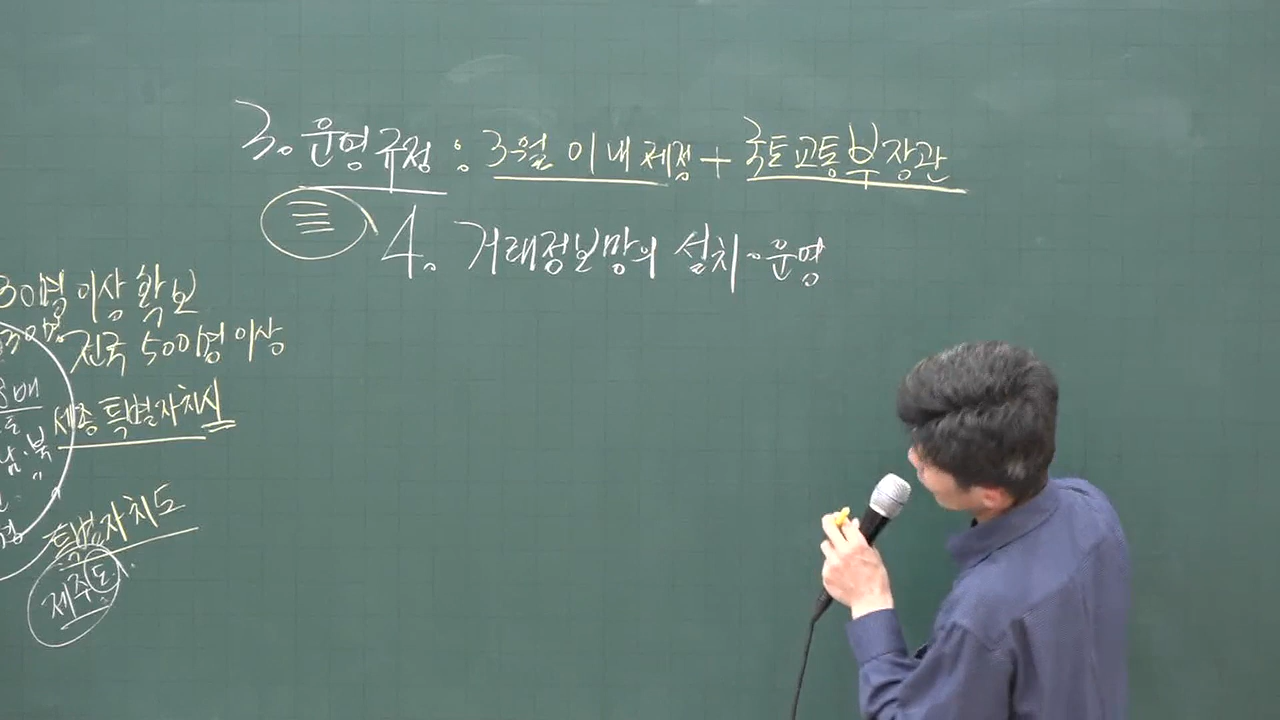 3. 운영규정 : 3월 이내 제정 + 국토교통부장관
4. 거래정보망의 설치·운영
30명 이상 확보
30명 전국 500명 이상
세종특별자치시
특별자치도
제주도